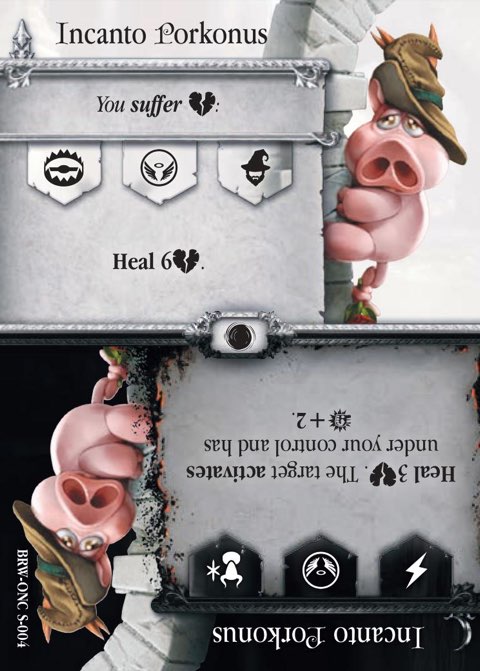 Incanto Porkonus
You suffer :
Heal 6.
Heal 3. The target activates
under your control and has
+2.
Incanto Porkonus
BRW-ONC S-004